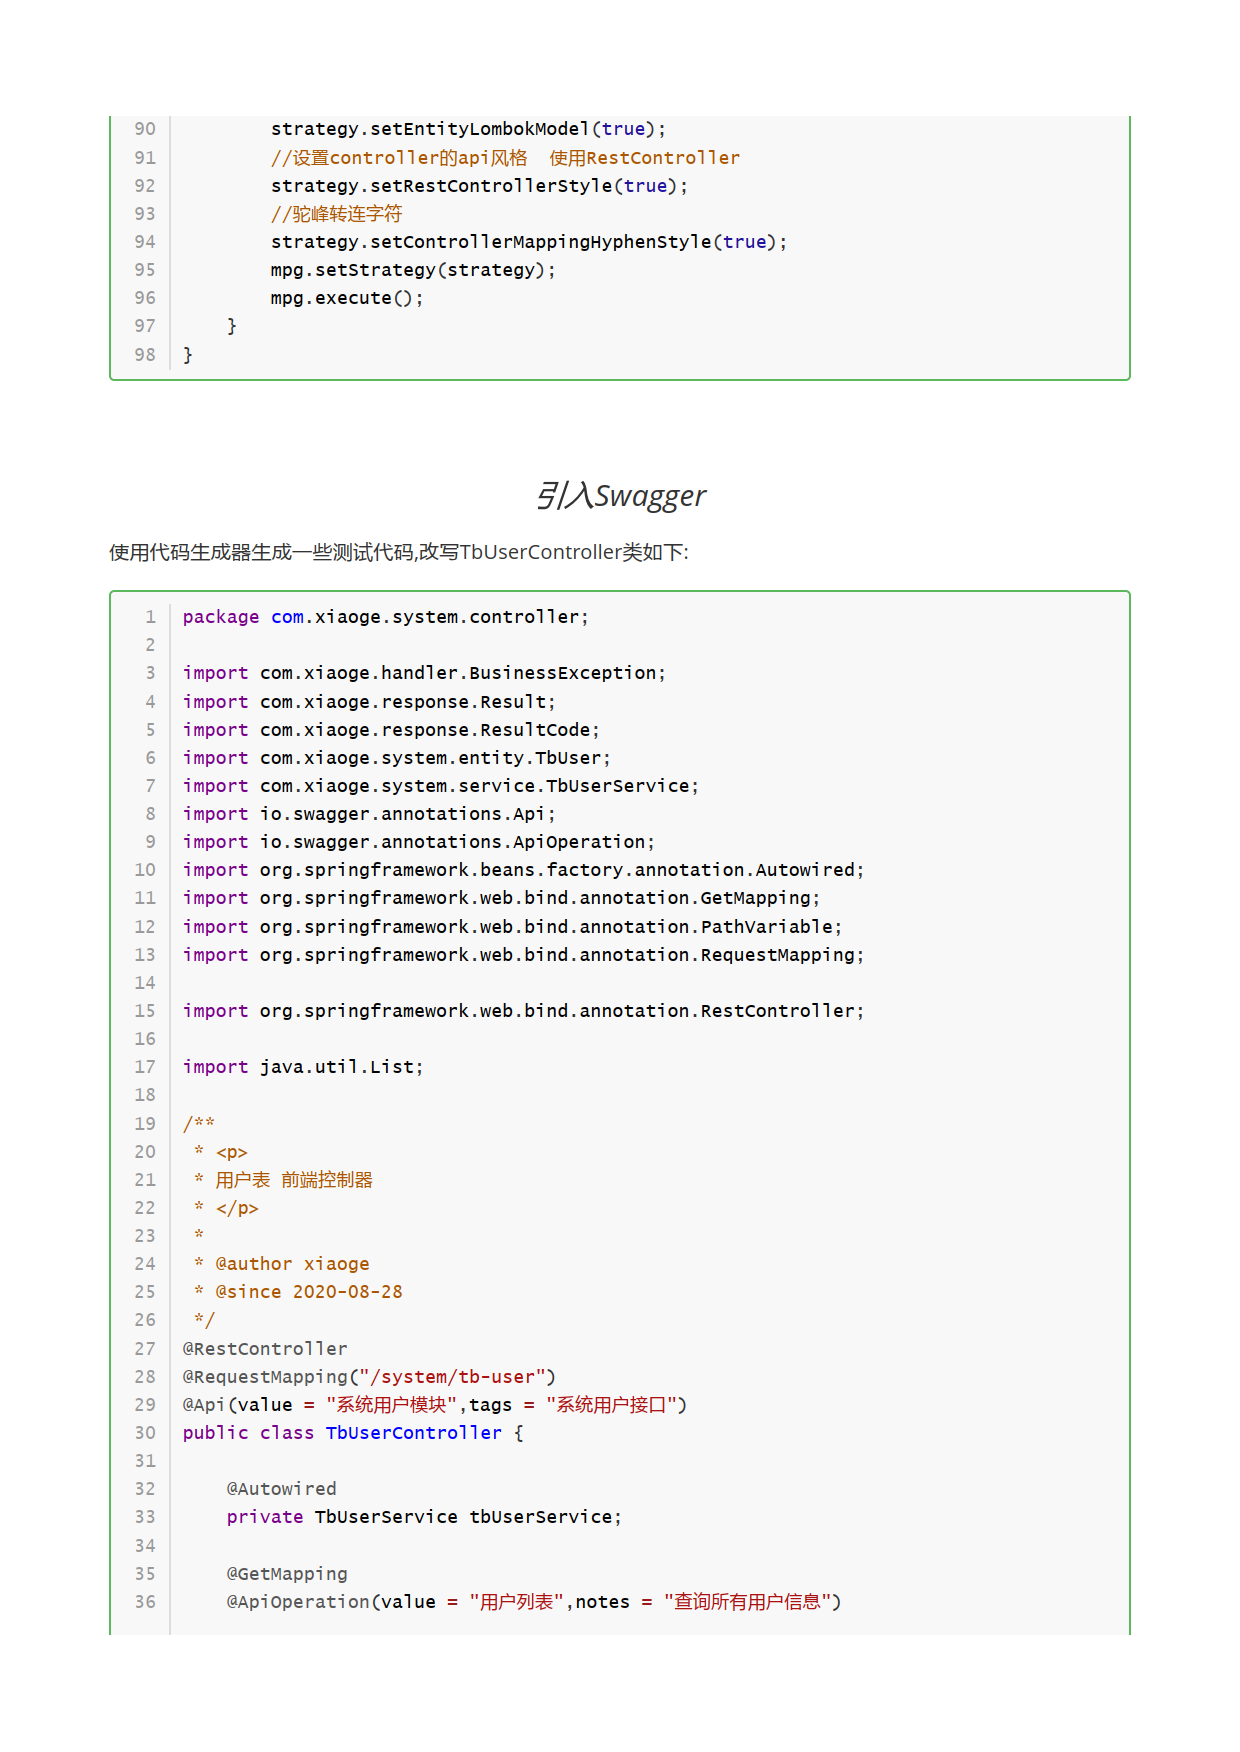 90 strategy.setEntityLombokModel(true);
91 //设置controller的api风格  使用RestController
92 strategy.setRestControllerStyle(true);
93 //驼峰转连字符
94 strategy.setControllerMappingHyphenStyle(true);
95 mpg.setStrategy(strategy);
96 mpg.execute();
97 }
98 }
引入Swagger
使用代码生成器生成一些测试代码,改写TbUserController类如下:
1 package com.xiaoge.system.controller;
2
3 import com.xiaoge.handler.BusinessException;
4 import com.xiaoge.response.Result;
5 import com.xiaoge.response.ResultCode;
6 import com.xiaoge.system.entity.TbUser;
7 import com.xiaoge.system.service.TbUserService;
8 import io.swagger.annotations.Api;
9 import io.swagger.annotations.ApiOperation;
10 import org.springframework.beans.factory.annotation.Autowired;
11 import org.springframework.web.bind.annotation.GetMapping;
12 import org.springframework.web.bind.annotation.PathVariable;
13 import org.springframework.web.bind.annotation.RequestMapping;
14
15 import org.springframework.web.bind.annotation.RestController;
16
17 import java.util.List;
18
19 /**
20 * <p>
21 * 用户表 前端控制器
22 * </p>
23 *
24 * @author xiaoge
25 * @since 2020-08-28
26 */
27 @RestController
28 @RequestMapping("/system/tb-user")
29 @Api(value = "系统用户模块",tags = "系统用户接口")
30 public class TbUserController {
31
32 @Autowired
33 private TbUserService tbUserService;
34
35 @GetMapping
36 @ApiOperation(value = "用户列表",notes = "查询所有用户信息")